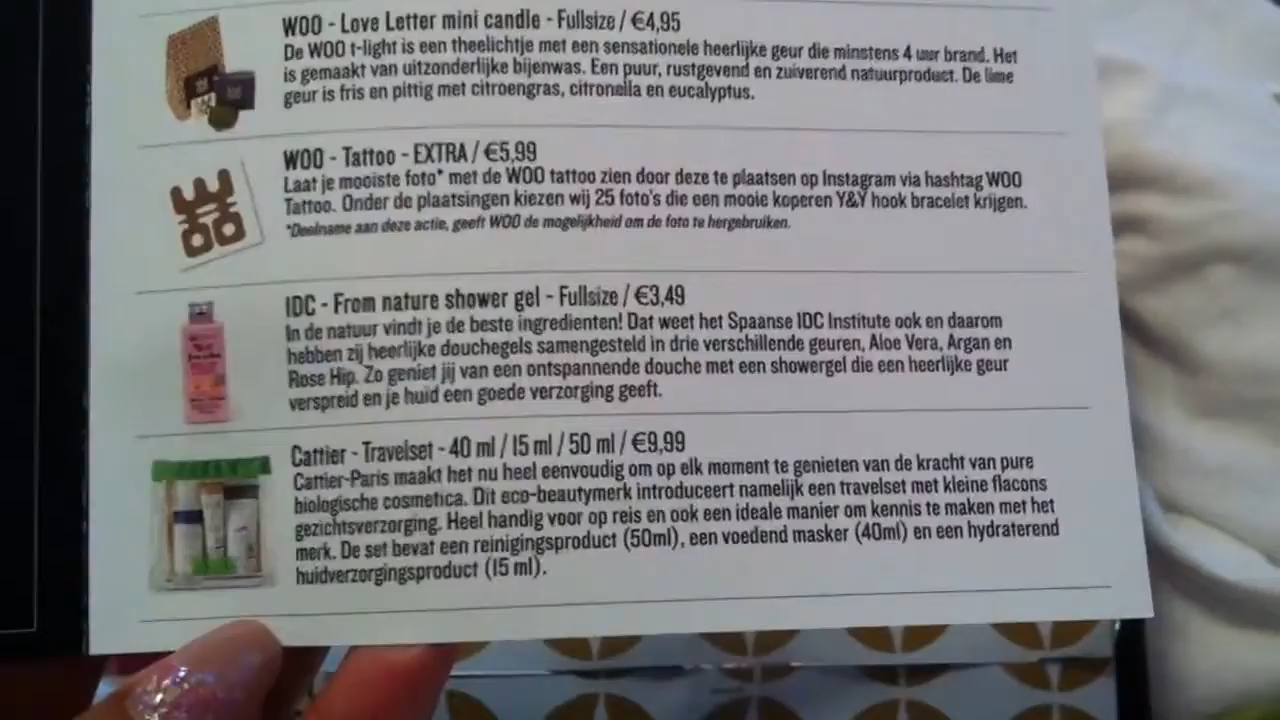 WOO - Love Letter mini candle - Fullsize / €4,95
De WOO t-light is een theelichtje met een sensationele heerlijke geur die minstens 4 uur brand. Het
is gemaakt van uitzonderlijke bijenwas. Een puur, rustgevend en zuiverend natuurproduct. De lime
geur is fris en pittig met citroengras, citronella en eucalyptus.
WOO - Tattoo - EXTRA / €5,99
Laat je mooiste foto* met de WOO tattoo zien door deze te plaatsen op Instagram via hashtag WOO
Tattoo. Onder de plaatsingen kiezen wij 25 foto's die een mooie koperen Y&Y hook bracelet krijgen.
*Deelname aan deze actie, geeft WOO de mogelijkheid om de foto te hergebruiken.
IDC - From nature shower gel - Fullsize / €3,49
In de natuur vindt je de beste ingredienten! Dat weet het Spaanse IDC Institute ook en daarom
hebben zij heerlijke douchegels samengesteld in drie verschillende geuren, Aloe Vera, Argan en
Rose Hip. Zo geniet jij van een ontspannende douche met een showergel die een heerlijke geur
verspreid en je huid een goede verzorging geeft.
Cattier - Travelset - 40 ml / 15 ml / 50 ml / €9,99
Cattier-Paris maakt het nu heel eenvoudig om op elk moment te genieten van de kracht van pure
biologische cosmetica. Dit eco-beautymerk introduceert namelijk een travelset met kleine flacons
gezichtsverzorging. Heel handig voor op reis en ook een ideale manier om kennis te maken met het
merk. De set bevat een reinigingsproduct (50ml), een voedend masker (40ml) en een hydraterend
huidverzorgingsproduct (15 ml).